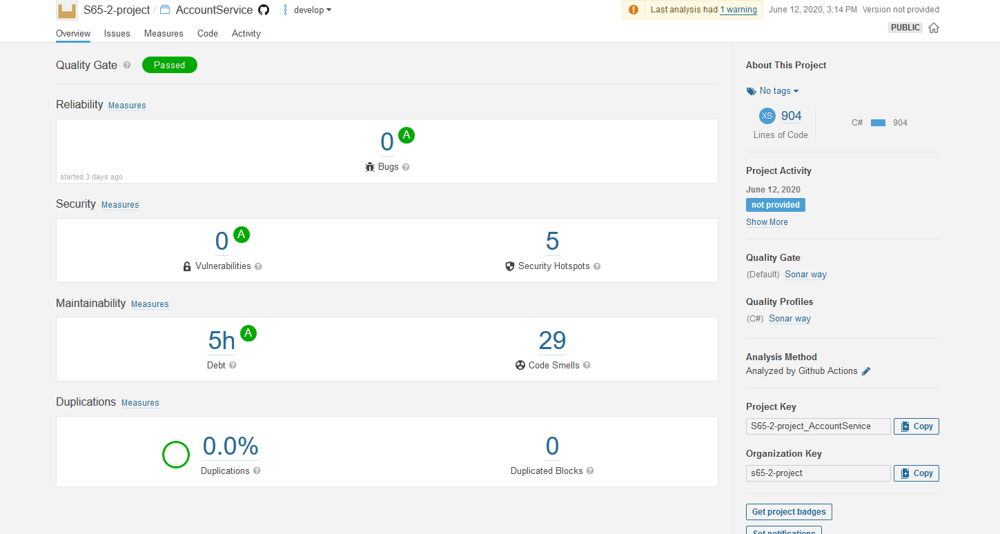 S65-2-project / AccountService develop
Last analysis had 1 warning June 12, 2020, 3:14 PM Version not provided
Overview Issues Measures Code Activity
PUBLIC
Quality Gate Passed
Reliability Measures
0 A
Bugs
started 3 days ago
Security Measures
0 A
Vulnerabilities
5
Security Hotspots
Maintainability Measures
5h A
Debt
29
Code Smells
Duplications Measures
0.0%
Duplications
0
Duplicated Blocks
About This Project
No tags
XS 904
Lines of Code
C# 904
Project Activity
June 12, 2020
not provided
Show More
Quality Gate
(Default) Sonar way
Quality Profiles
(C#) Sonar way
Analysis Method
Analyzed by Github Actions
Project Key
S65-2-project_AccountService Copy
Organization Key
s65-2-project Copy
Get project badges
Set notifications